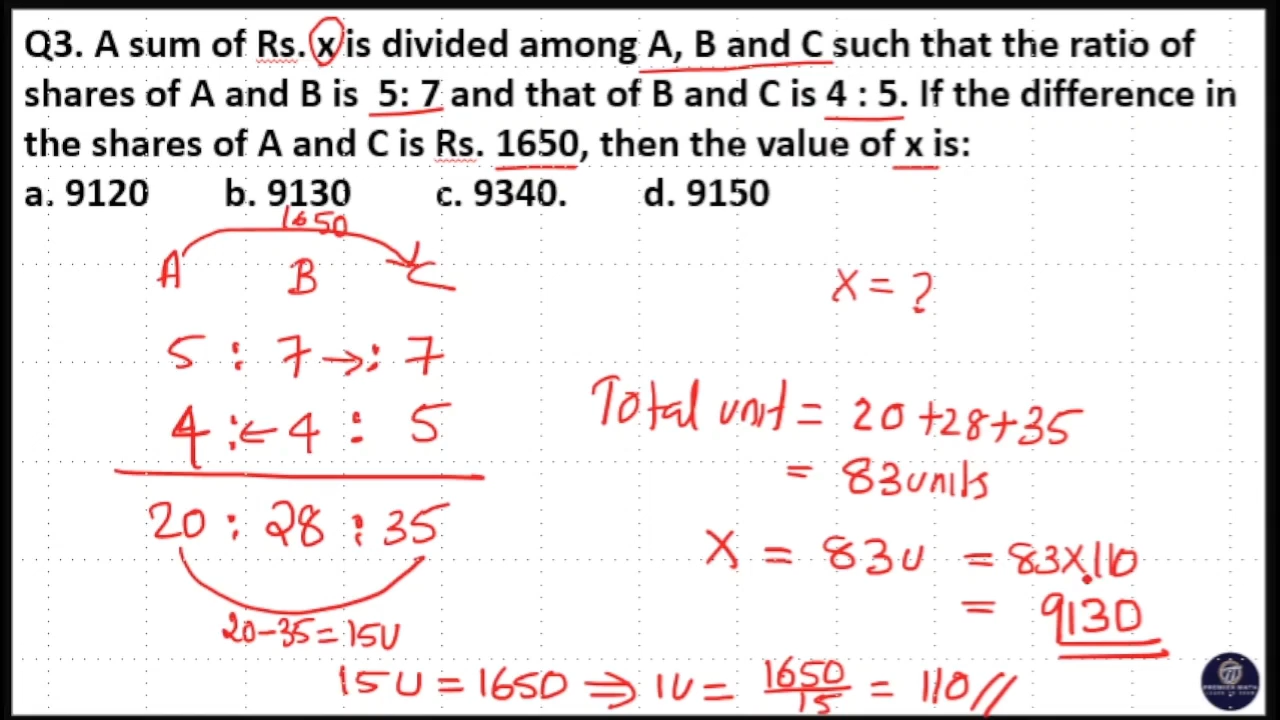 Q3. A sum of Rs. x is divided among A, B and C such that the ratio of
shares of A and B is 5: 7 and that of B and C is 4 : 5. If the difference in
the shares of A and C is Rs. 1650, then the value of x is:
a. 9120 b. 9130 c. 9340. d. 9150
1650
A B C
x = ?
5 : 7 → : 7
4 : ← 4 : 5
Total unit = 20+28+35
= 83units
20 : 28 : 35
x = 83u = 83x110
= 9130
20-35=15U
15U = 1650 ⇒ 1U = 1650/15 = 110//
PREMIER MATH